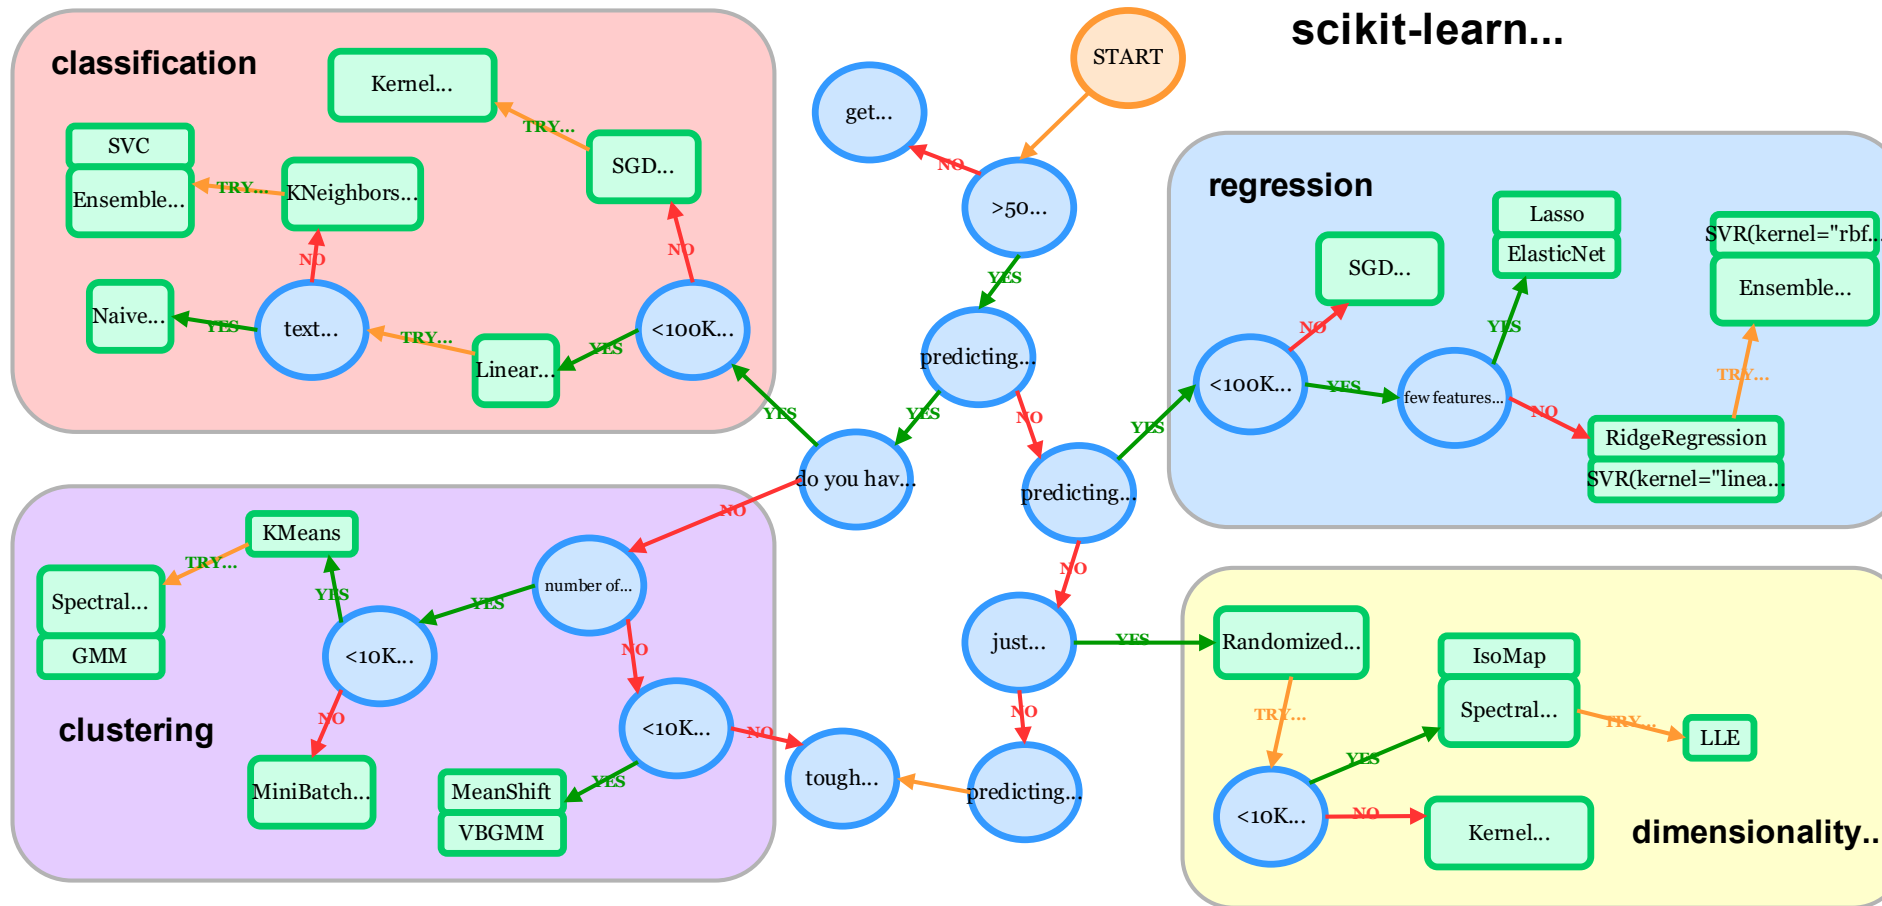 scikit-learn...
START
classification
Kernel...
get...
TRY...
SVC
SGD...
Ensemble...
TRY...
KNeighbors...
NO
>50...
regression
Lasso
SVR(kernel="rbf...
ElasticNet
NO
NO
SGD...
YES
Ensemble...
Naive...
YES
text...
TRY...
Linear...
YES
<100K...
predicting...
NO
YES
<100K...
YES
few features...
TRY...
YES
YES
NO
YES
NO
RidgeRegression
SVR(kernel="linea...
do you hav...
predicting...
NO
KMeans
TRY...
NO
Spectral...
YES
YES
number of...
GMM
<10K...
NO
just...
YES
Randomized...
IsoMap
Spectral...
TRY...
LLE
NO
clustering
<10K...
NO
NO
TRY...
YES
MiniBatch...
MeanShift
YES
VBGMM
tough...
predicting...
<10K...
NO
Kernel...
dimensionality...